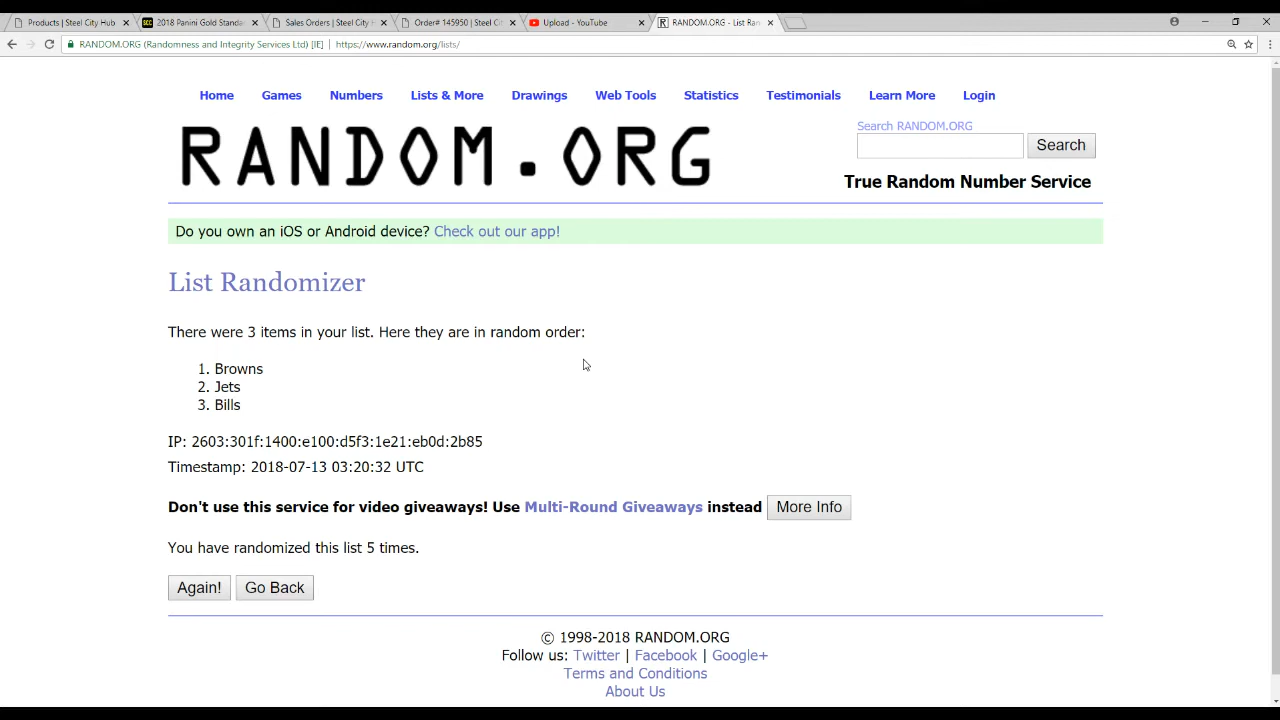 Products | Steel City Hub
2018 Panini Gold Standa
Sales Orders | Steel City H
Order# 145950 | Steel Ci
Upload - YouTube
RANDOM.ORG - List Ran
RANDOM.ORG (Randomness and Integrity Services Ltd) [IE] | https://www.random.org/lists/
Home Games Numbers Lists & More Drawings Web Tools Statistics Testimonials Learn More Login
RANDOM.ORG
Search RANDOM.ORG
Search
True Random Number Service
Do you own an iOS or Android device? Check out our app!
List Randomizer
There were 3 items in your list. Here they are in random order:
1. Browns
2. Jets
3. Bills
IP: 2603:301f:1400:e100:d5f3:1e21:eb0d:2b85
Timestamp: 2018-07-13 03:20:32 UTC
Don't use this service for video giveaways! Use Multi-Round Giveaways instead More Info
You have randomized this list 5 times.
Again! Go Back
© 1998-2018 RANDOM.ORG
Follow us: Twitter | Facebook | Google+
Terms and Conditions
About Us